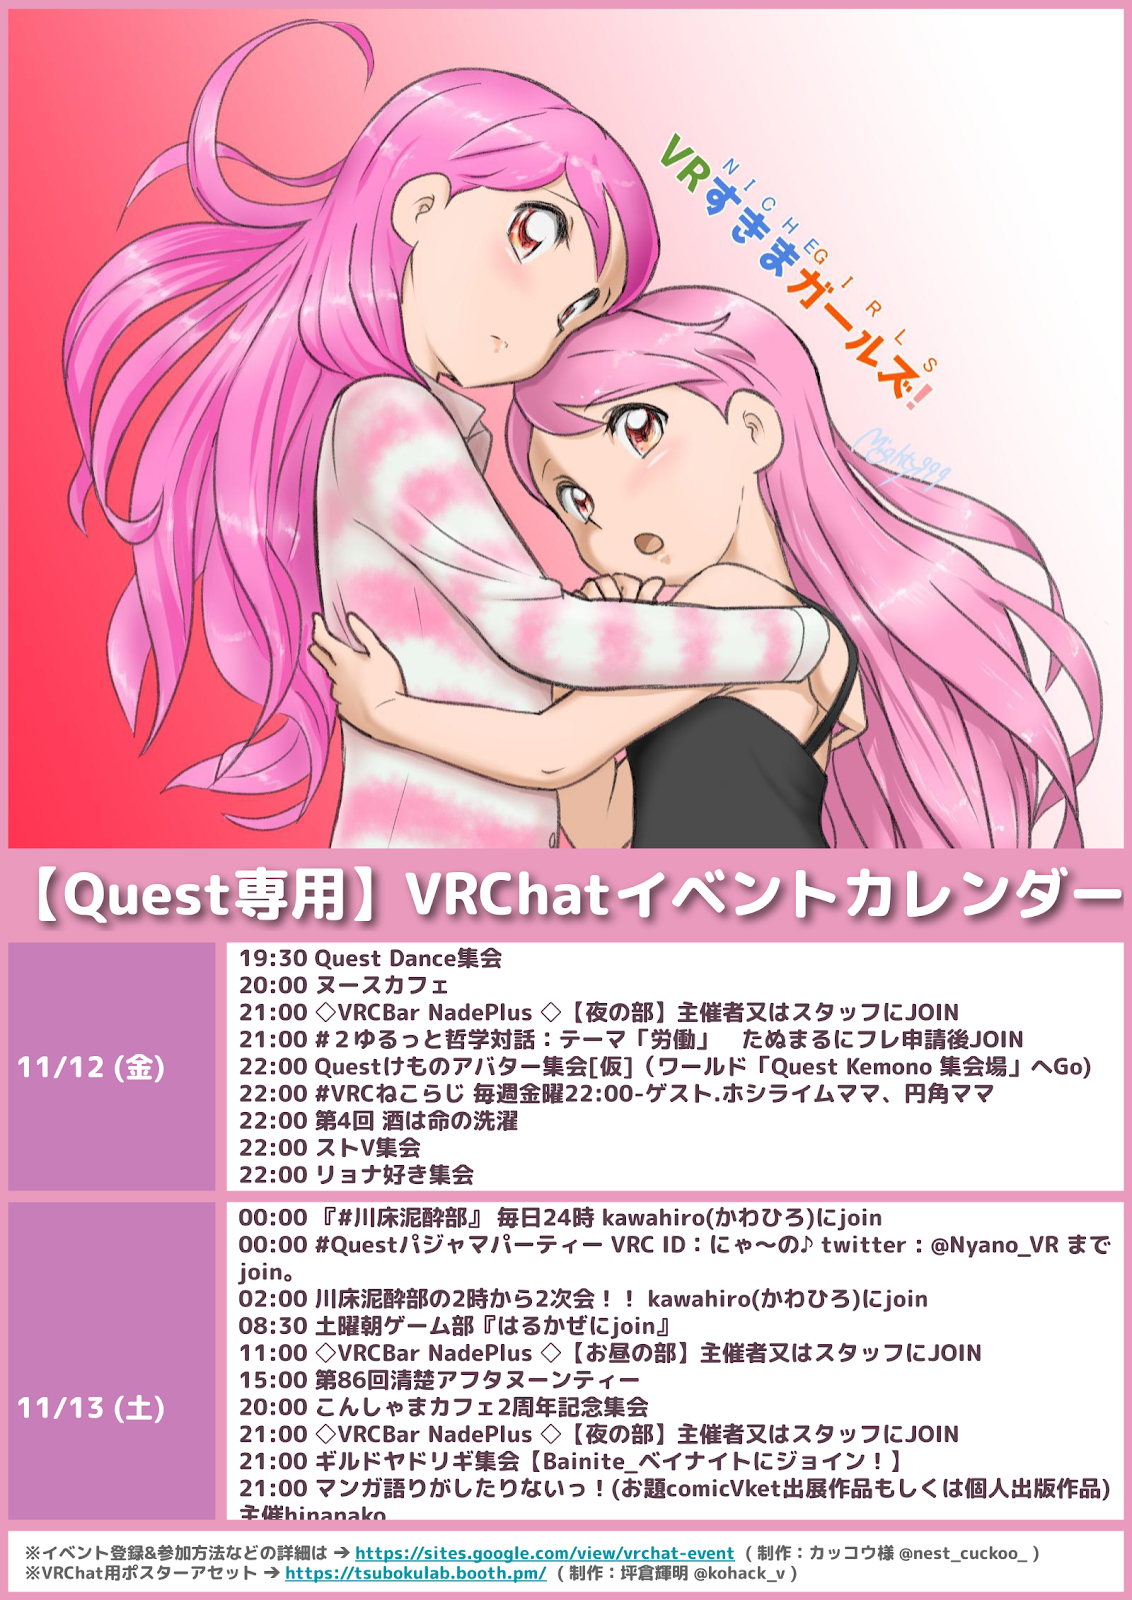 NICHE GIRLS
VRすきまガールズ!
Mighty999
【Quest専用】VRChatイベントカレンダー
11/12 (金)
19:30 Quest Dance集会
20:00 ヌースカフェ
21:00 ◇VRCBar NadePlus ◇【夜の部】主催者又はスタッフにJOIN
21:00 #２ゆるっと哲学対話：テーマ「労働」　たぬまるにフレ申請後JOIN
22:00 Questけものアバター集会[仮]（ワールド「Quest Kemono 集会場」へGo)
22:00 #VRCねこらじ 毎週金曜22:00-ゲスト.ホシライムママ、円角ママ
22:00 第4回 酒は命の洗濯
22:00 ストV集会
22:00 リョナ好き集会
11/13 (土)
00:00 『#川床泥酔部』 毎日24時 kawahiro(かわひろ)にjoin
00:00 #Questパジャマパーティー VRC ID：にゃ～の♪ twitter : @Nyano_VR まで
join。
02:00 川床泥酔部の2時から2次会！！ kawahiro(かわひろ)にjoin
08:30 土曜朝ゲーム部『はるかぜにjoin』
11:00 ◇VRCBar NadePlus ◇【お昼の部】主催者又はスタッフにJOIN
15:00 第86回清楚アフタヌーンティー
20:00 こんしゃまカフェ2周年記念集会
21:00 ◇VRCBar NadePlus ◇【夜の部】主催者又はスタッフにJOIN
21:00 ギルドヤドリギ集会【Bainite_ベイナイトにジョイン！】
21:00 マンガ語りがしたりないっ！(お題comicVket出展作品もしくは個人出版作品)
主催hinanako
※イベント登録&参加方法などの詳細は → https://sites.google.com/view/vrchat-event （ 制作：カッコウ様 @nest_cuckoo_ ）
※VRChat用ポスターアセット → https://tsubokulab.booth.pm/ （ 制作：坪倉輝明 @kohack_v ）